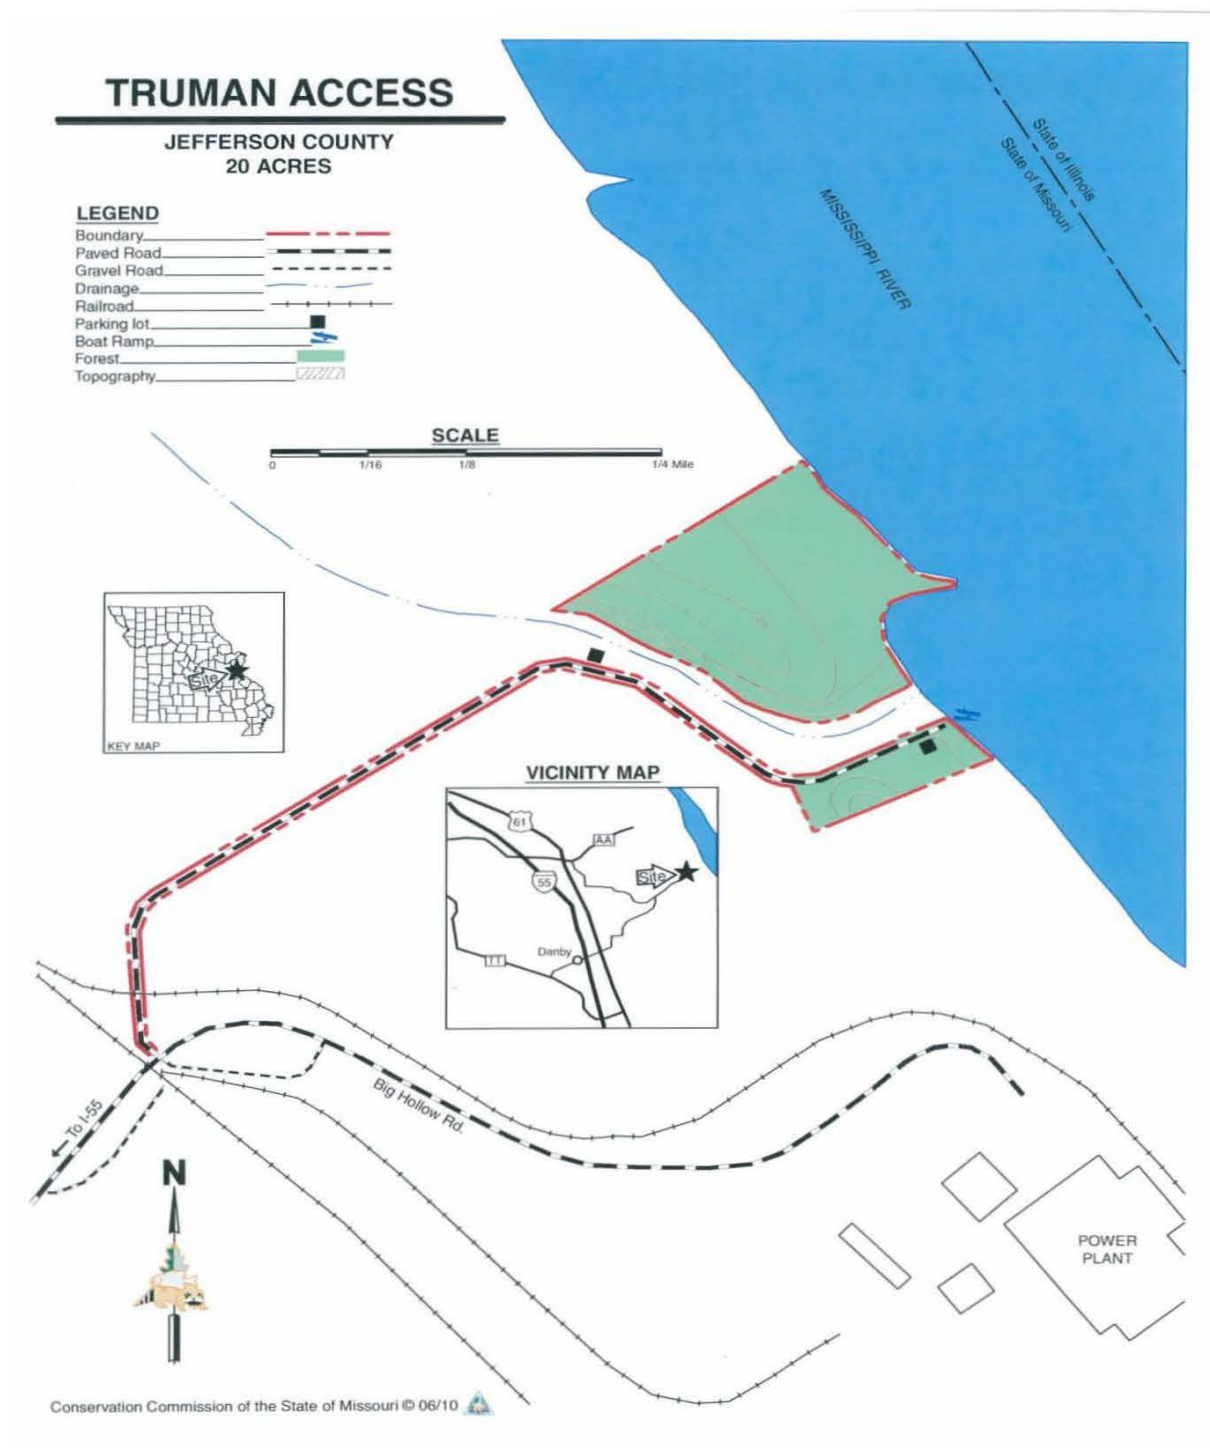 TRUMAN ACCESS
JEFFERSON COUNTY
20 ACRES
LEGEND
Boundary
Paved Road
Gravel Road
Drainage
Railroad
Parking lot
Boat Ramp
Forest
Topography
State of Illinois
State of Missouri
MISSISSIPPI RIVER
SCALE
0 1/16 1/8 1/4 Mile
Site
KEY MAP
VICINITY MAP
61
AA
55
Site
Danby
TT
Big Hollow Rd.
To I-55
N
POWER
PLANT
Conservation Commission of the State of Missouri © 06/10